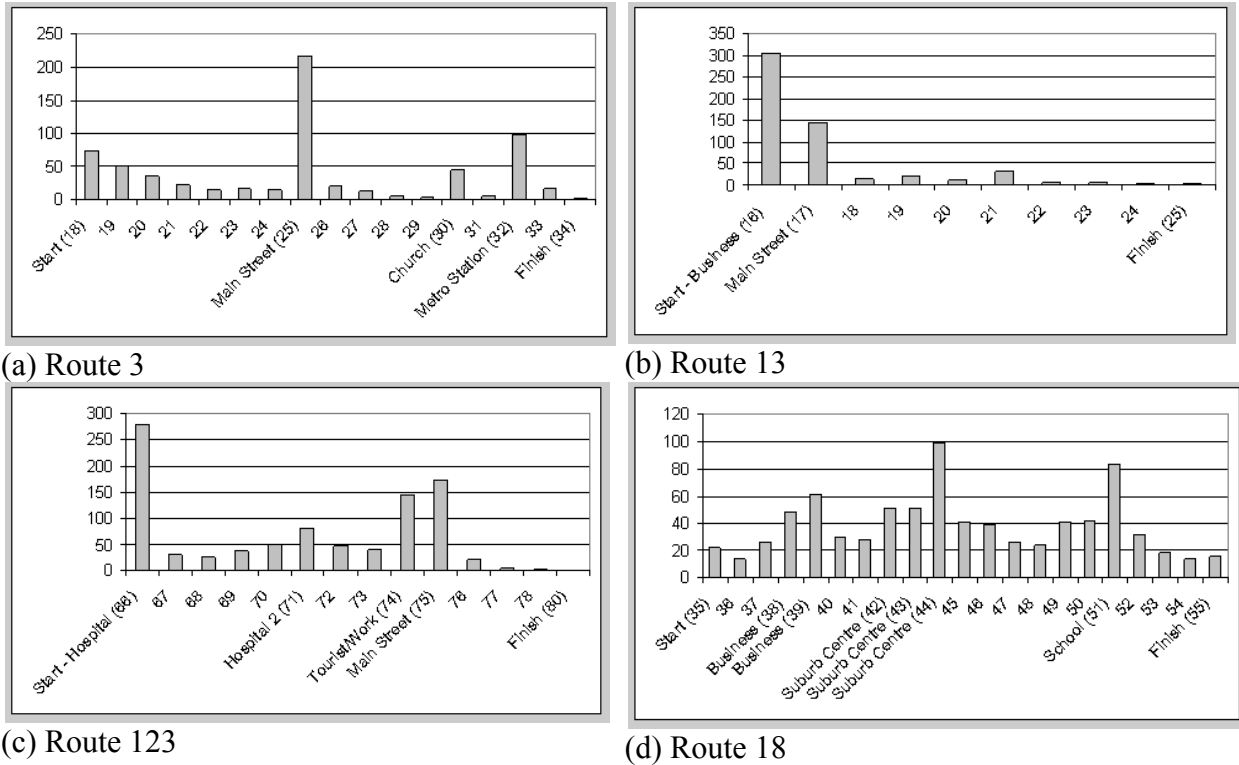 250
200
150
100
50
0
Start (18)
19
20
21
22
23
24
Main Street (25)
26
27
28
29
Church (30)
31
Metro Station (32)
33
Finish (34)
(a) Route 3
350
300
250
200
150
100
50
0
Start - Business (16)
Main Street (17)
18
19
20
21
22
23
24
Finish (25)
(b) Route 13
300
250
200
150
100
50
0
Start - Hospital (66)
67
68
69
70
Hospital 2 (71)
72
73
Tourist/Work (74)
Main Street (75)
76
77
78
Finish (80)
(c) Route 123
120
100
80
60
40
20
0
Start (35)
36
37
Business (38)
Business (39)
40
41
Suburb Centre (42)
Suburb Centre (43)
Suburb Centre (44)
45
46
47
48
49
50
School (51)
52
53
54
Finish (55)
(d) Route 18